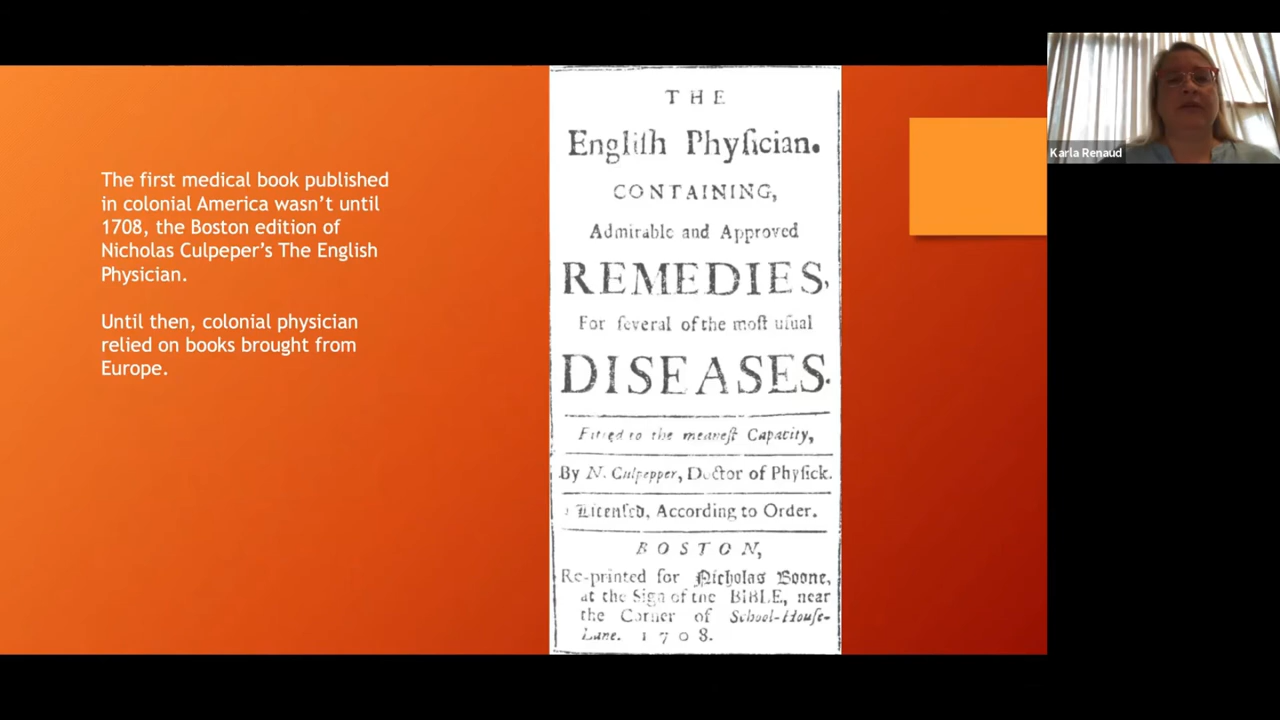 The first medical book published
in colonial America wasn't until
1708, the Boston edition of
Nicholas Culpeper's The English
Physician.
Until then, colonial physician
relied on books brought from
Europe.
THE
Engliſh Phyſician.
CONTAINING,
Admirable and Approved
REMEDIES,
For ſeveral of the moſt uſual
DISEASES.
Fitted to the meaneſt Capacity,
By N. Culpepper, Doctor of Phyſick.
Licenſed, According to Order.
BOSTON,
Re-printed for Nicholas Boone,
at the Sign of the BIBLE, near
the Corner of School-Houſe-
Lane. 1708.
Karla Renaud